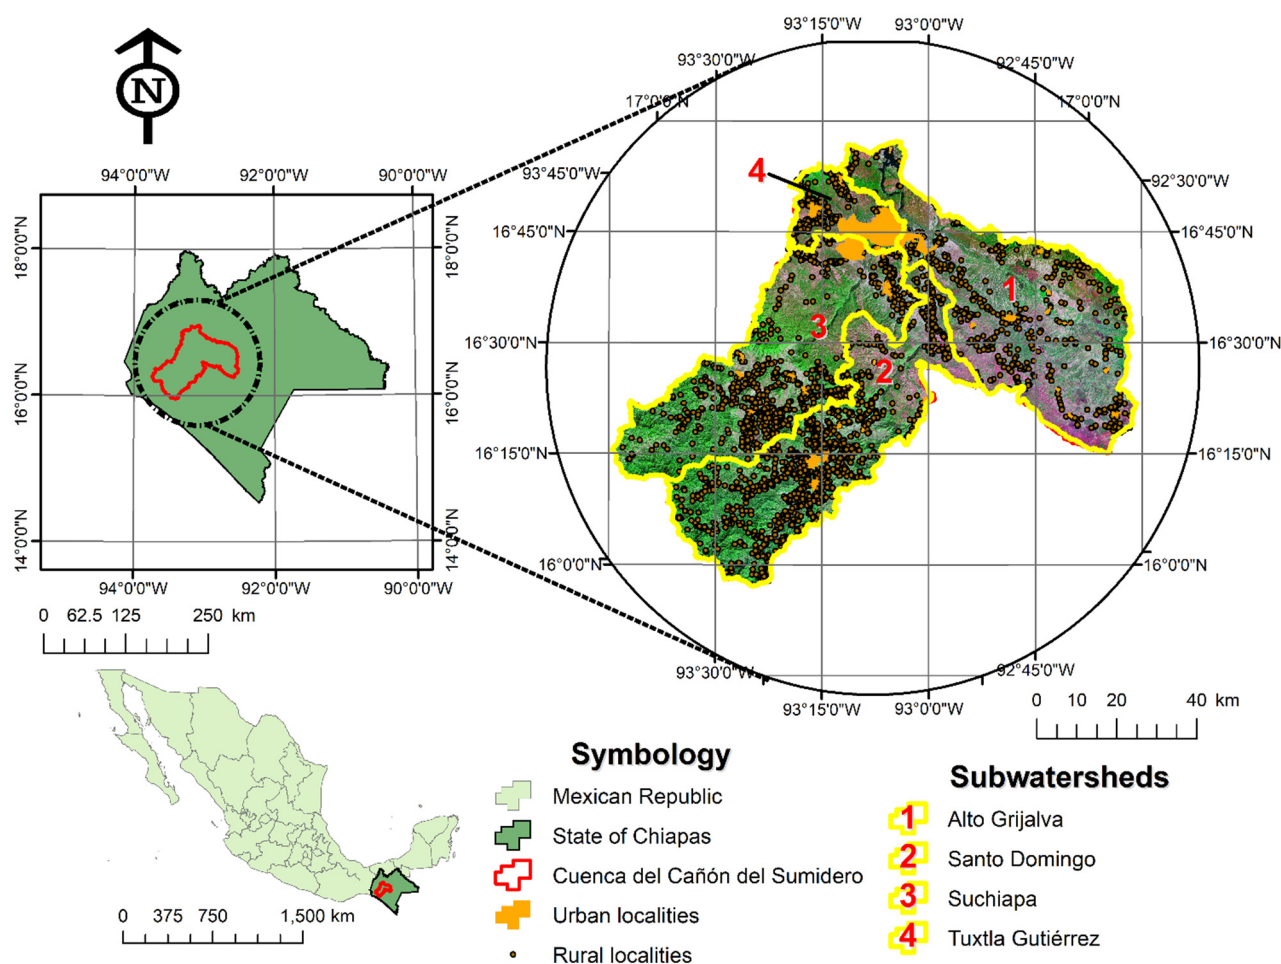 N
94°0'0"W 92°0'0"W 90°0'0"W
18°0'0"N
18°0'0"N
16°0'0"N
16°0'0"N
14°0'0"N
14°0'0"N
94°0'0"W 92°0'0"W 90°0'0"W
0 62.5 125 250 km
93°15'0"W 93°0'0"W
93°30'0"W 92°45'0"W
17°0'0"N 17°0'0"N
93°45'0"W 92°30'0"W
16°45'0"N 16°45'0"N
16°30'0"N 16°30'0"N
16°15'0"N 16°15'0"N
16°0'0"N 16°0'0"N
93°30'0"W 92°45'0"W
93°15'0"W 93°0'0"W
4
1
3
2
0 10 20 40 km
0 375 750 1,500 km
Symbology
Mexican Republic
State of Chiapas
Cuenca del Cañón del Sumidero
Urban localities
Rural localities
Subwatersheds
1 Alto Grijalva
2 Santo Domingo
3 Suchiapa
4 Tuxtla Gutiérrez